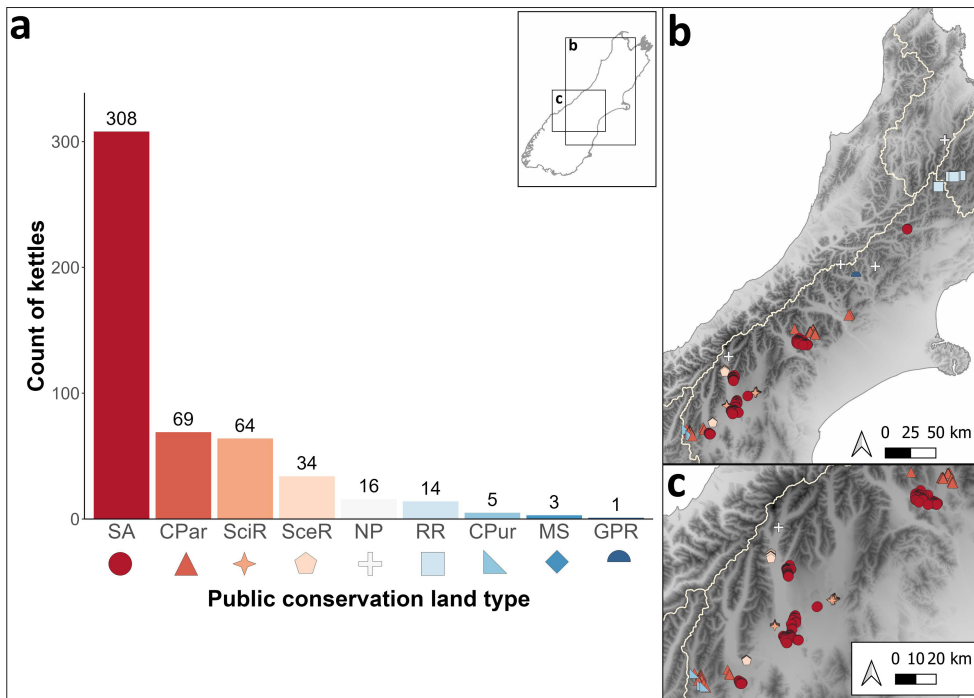 a
Count of kettles
300
200
100
0
308
69
64
34
16
14
5
3
1
SA CPar SciR SceR NP RR CPur MS GPR
Public conservation land type
b
c
b
0 25 50 km
c
0 10 20 km